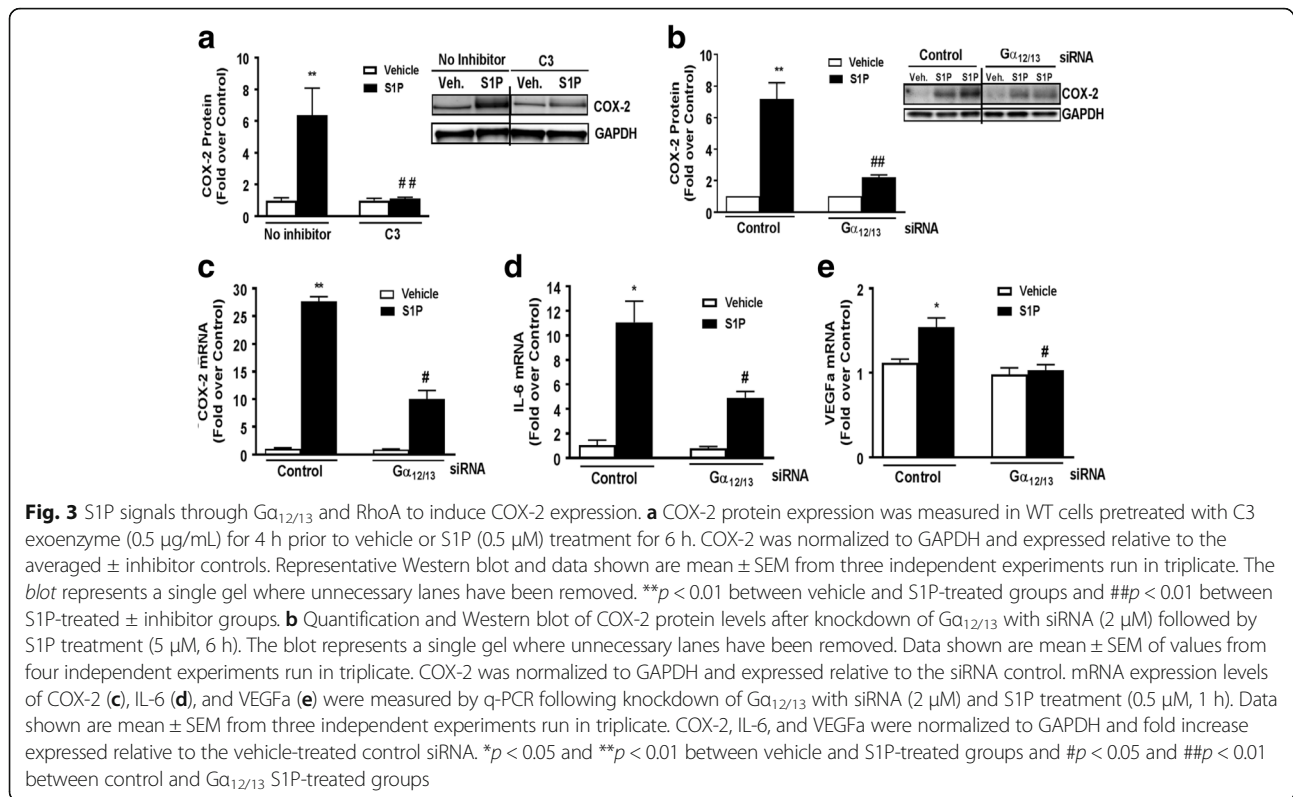 a
COX-2 Protein
(Fold over Control)
10
8
6
4
2
0
**
##
Vehicle
S1P
No inhibitor
C3
No Inhibitor C3
Veh. S1P Veh. S1P
COX-2
GAPDH
b
COX-2 Protein
(Fold over Control)
10
8
6
4
2
0
**
##
Vehicle
S1P
Control
Gα12/13
siRNA
Control Gα12/13 siRNA
Veh. S1P S1P Veh. S1P S1P
COX-2
GAPDH
c
COX-2 mRNA
(Fold over Control)
30
25
20
15
10
5
0
**
#
Vehicle
S1P
Control
Gα12/13
siRNA
d
IL-6 mRNA
(Fold over Control)
14
12
10
8
6
4
2
0
*
#
Vehicle
S1P
Control
Gα12/13
siRNA
e
VEGFa mRNA
(Fold over Control)
2
1
0
*
#
Vehicle
S1P
Control
Gα12/13
siRNA
Fig. 3 S1P signals through Gα12/13 and RhoA to induce COX-2 expression. a COX-2 protein expression was measured in WT cells pretreated with C3
exoenzyme (0.5 μg/mL) for 4 h prior to vehicle or S1P (0.5 μM) treatment for 6 h. COX-2 was normalized to GAPDH and expressed relative to the
averaged ± inhibitor controls. Representative Western blot and data shown are mean ± SEM from three independent experiments run in triplicate. The
blot represents a single gel where unnecessary lanes have been removed. **p < 0.01 between vehicle and S1P-treated groups and ##p < 0.01 between
S1P-treated ± inhibitor groups. b Quantification and Western blot of COX-2 protein levels after knockdown of Gα12/13 with siRNA (2 μM) followed by
S1P treatment (5 μM, 6 h). The blot represents a single gel where unnecessary lanes have been removed. Data shown are mean ± SEM of values from
four independent experiments run in triplicate. COX-2 was normalized to GAPDH and expressed relative to the siRNA control. mRNA expression levels
of COX-2 (c), IL-6 (d), and VEGFa (e) were measured by q-PCR following knockdown of Gα12/13 with siRNA (2 μM) and S1P treatment (0.5 μM, 1 h). Data
shown are mean ± SEM from three independent experiments run in triplicate. COX-2, IL-6, and VEGFa were normalized to GAPDH and fold increase
expressed relative to the vehicle-treated control siRNA. *p < 0.05 and **p < 0.01 between vehicle and S1P-treated groups and #p < 0.05 and ##p < 0.01
between control and Gα12/13 S1P-treated groups